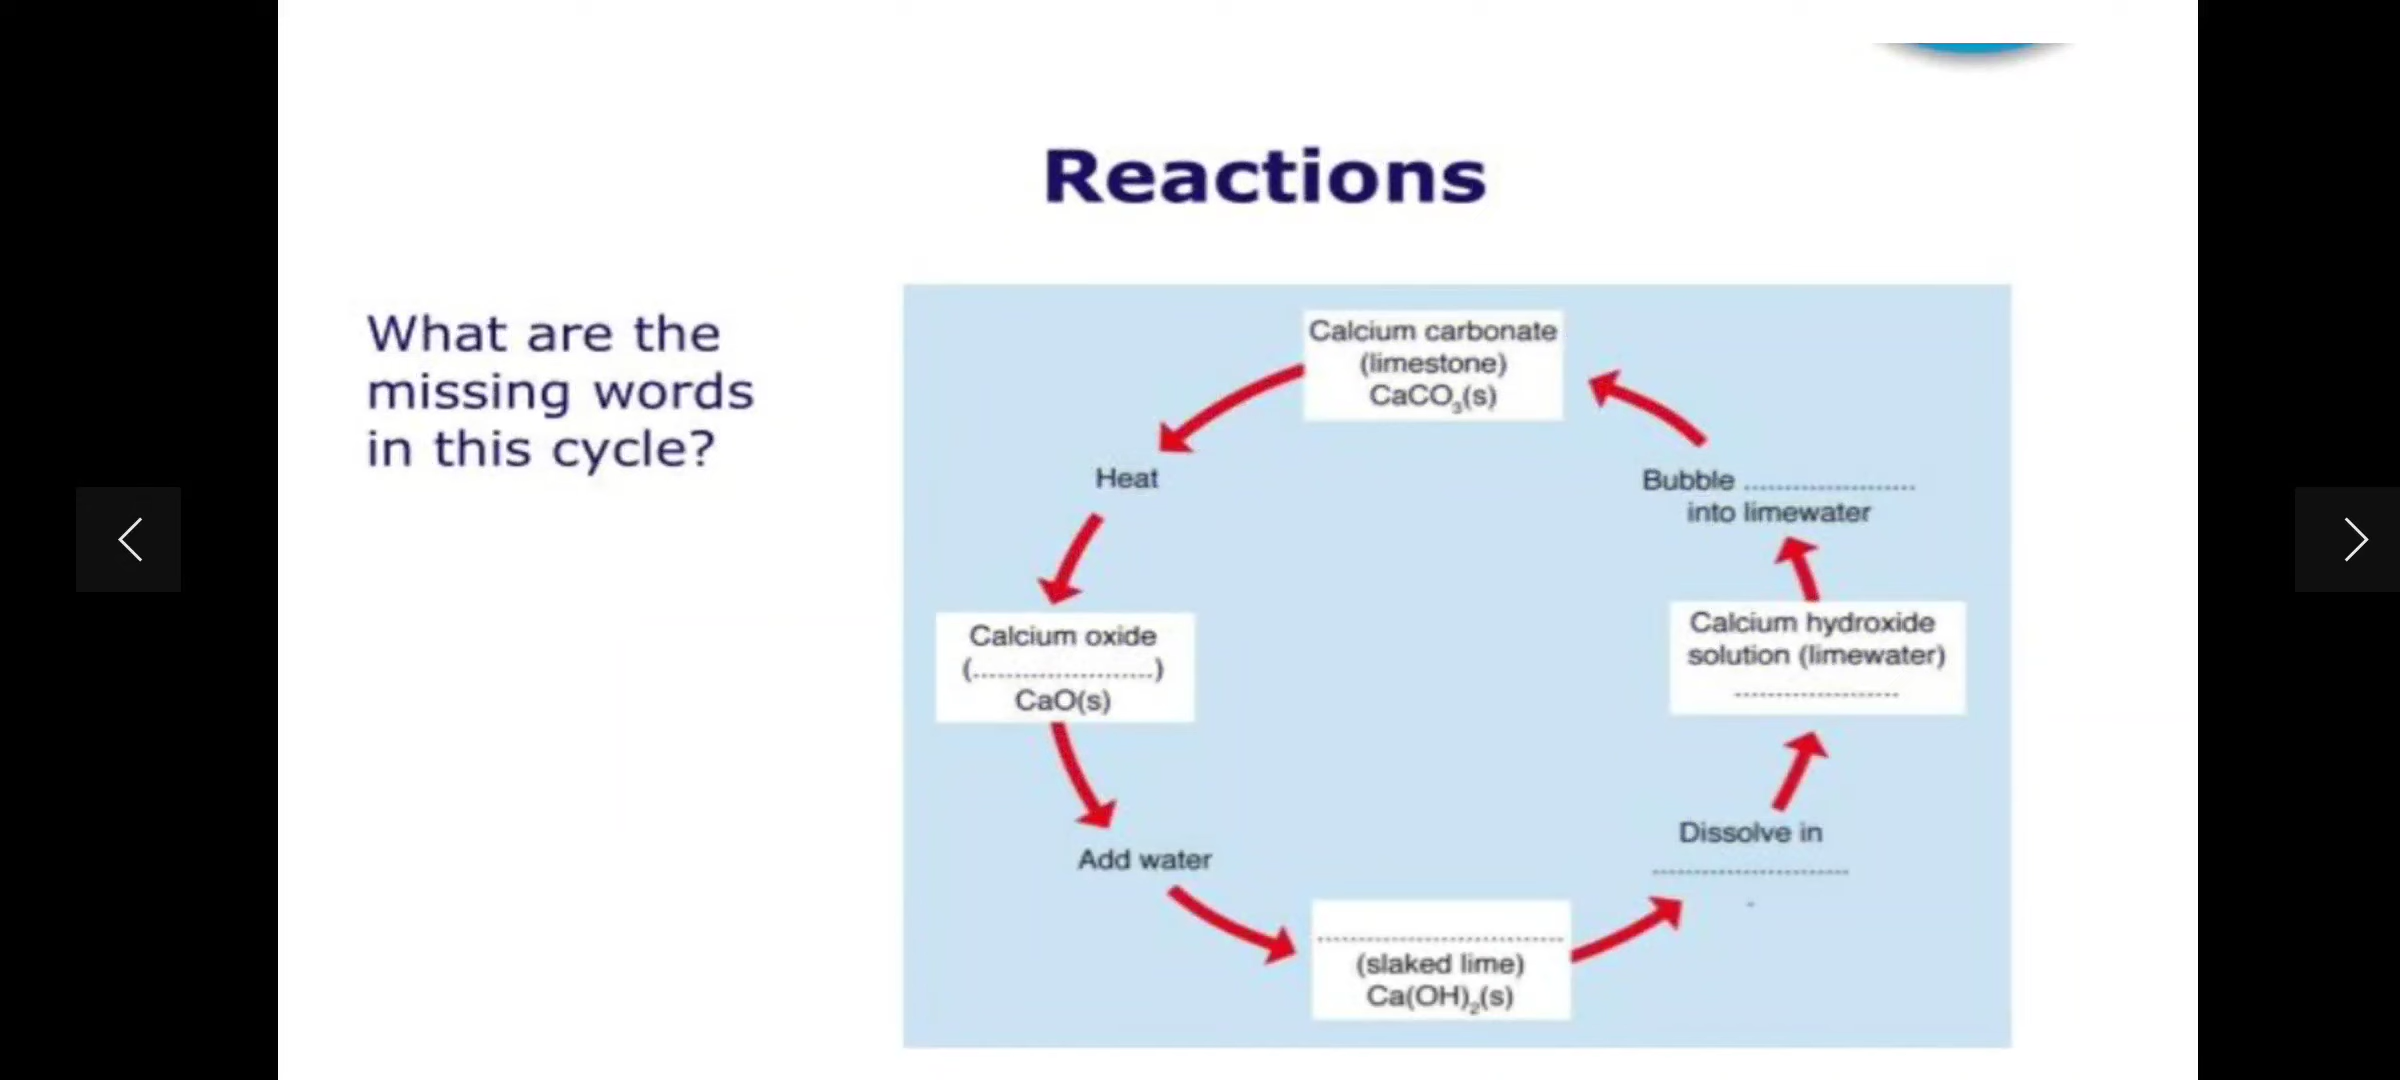 Reactions
What are the
missing words
in this cycle?
Calcium carbonate
(limestone)
CaCO₃(s)
Heat
Calcium oxide
(......................)
CaO(s)
Add water
..............................
(slaked lime)
Ca(OH)₂(s)
Dissolve in
........................
Calcium hydroxide
solution (limewater)
....................
Bubble .....................
into limewater